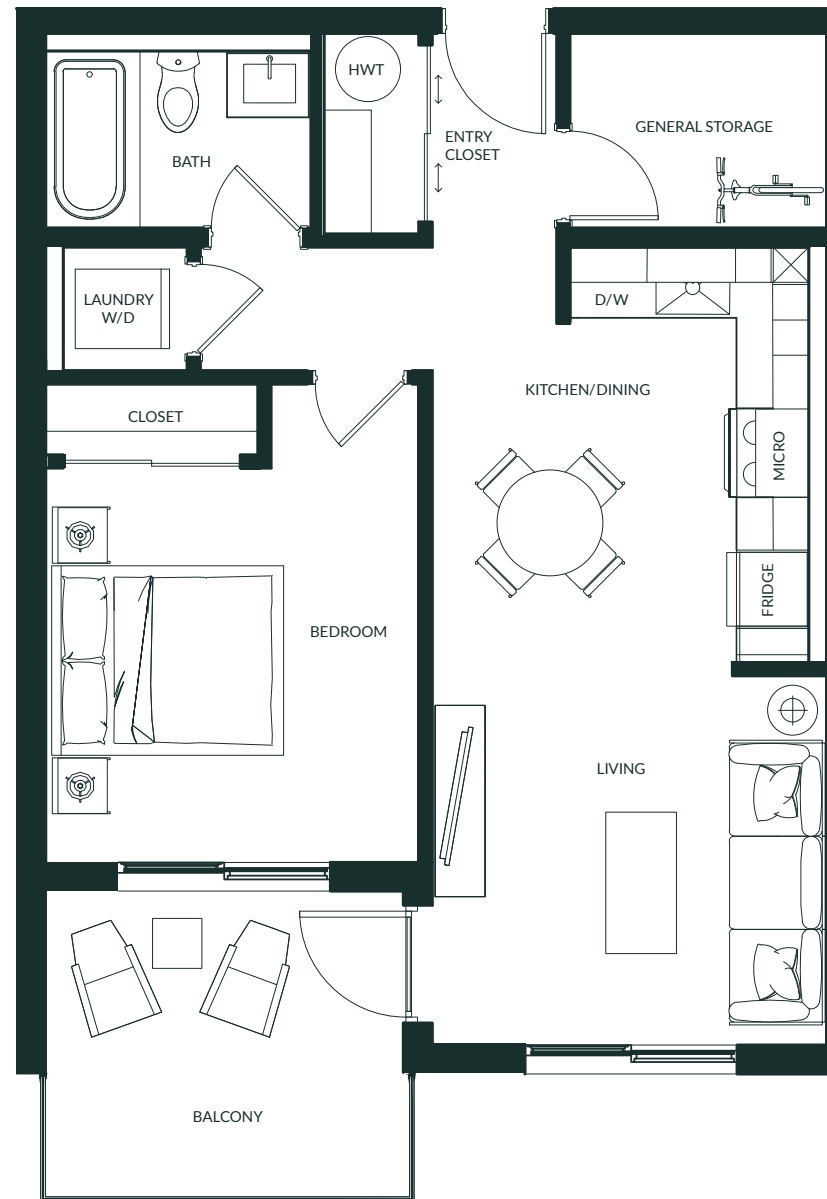 HWT
GENERAL STORAGE
ENTRY
CLOSET
BATH
LAUNDRY
W/D
D/W
KITCHEN/DINING
CLOSET
MICRO
FRIDGE
BEDROOM
LIVING
BALCONY